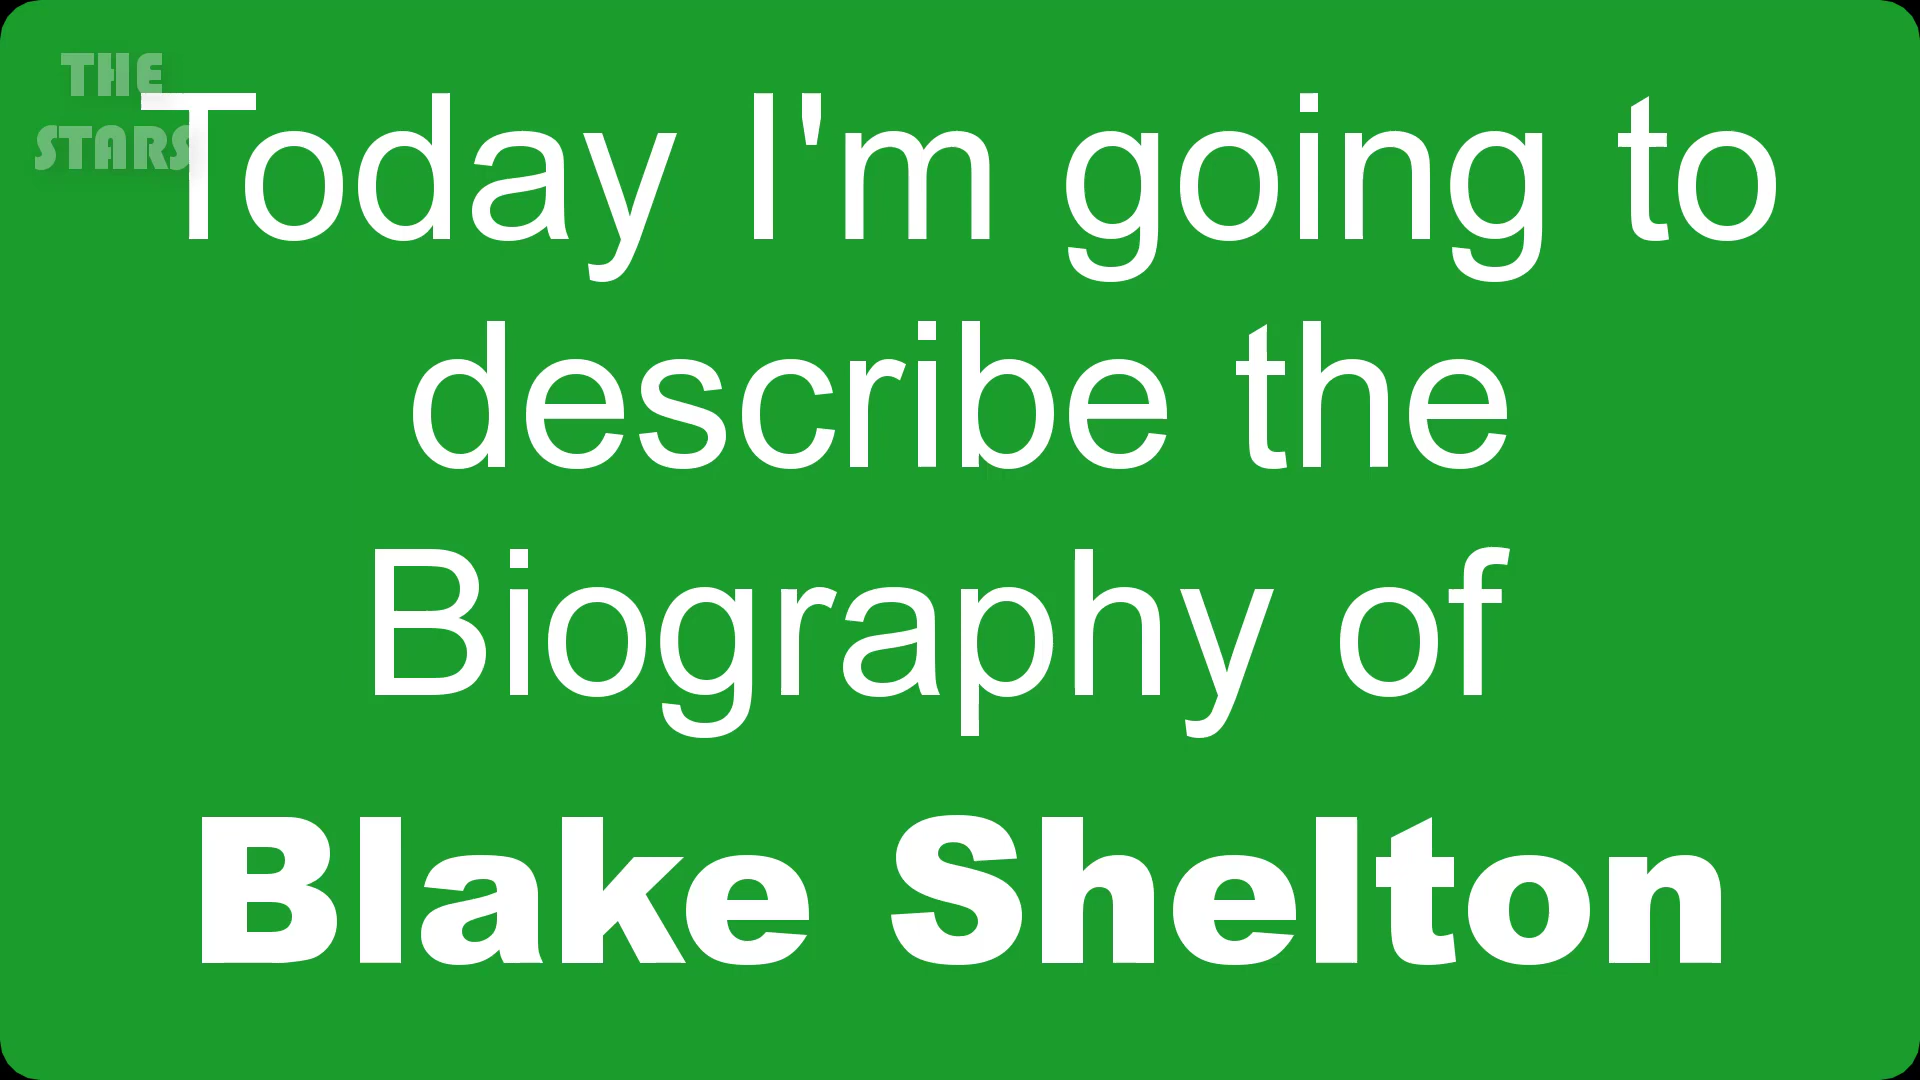 THE
STARS
Today I'm going to
describe the
Biography of
Blake Shelton